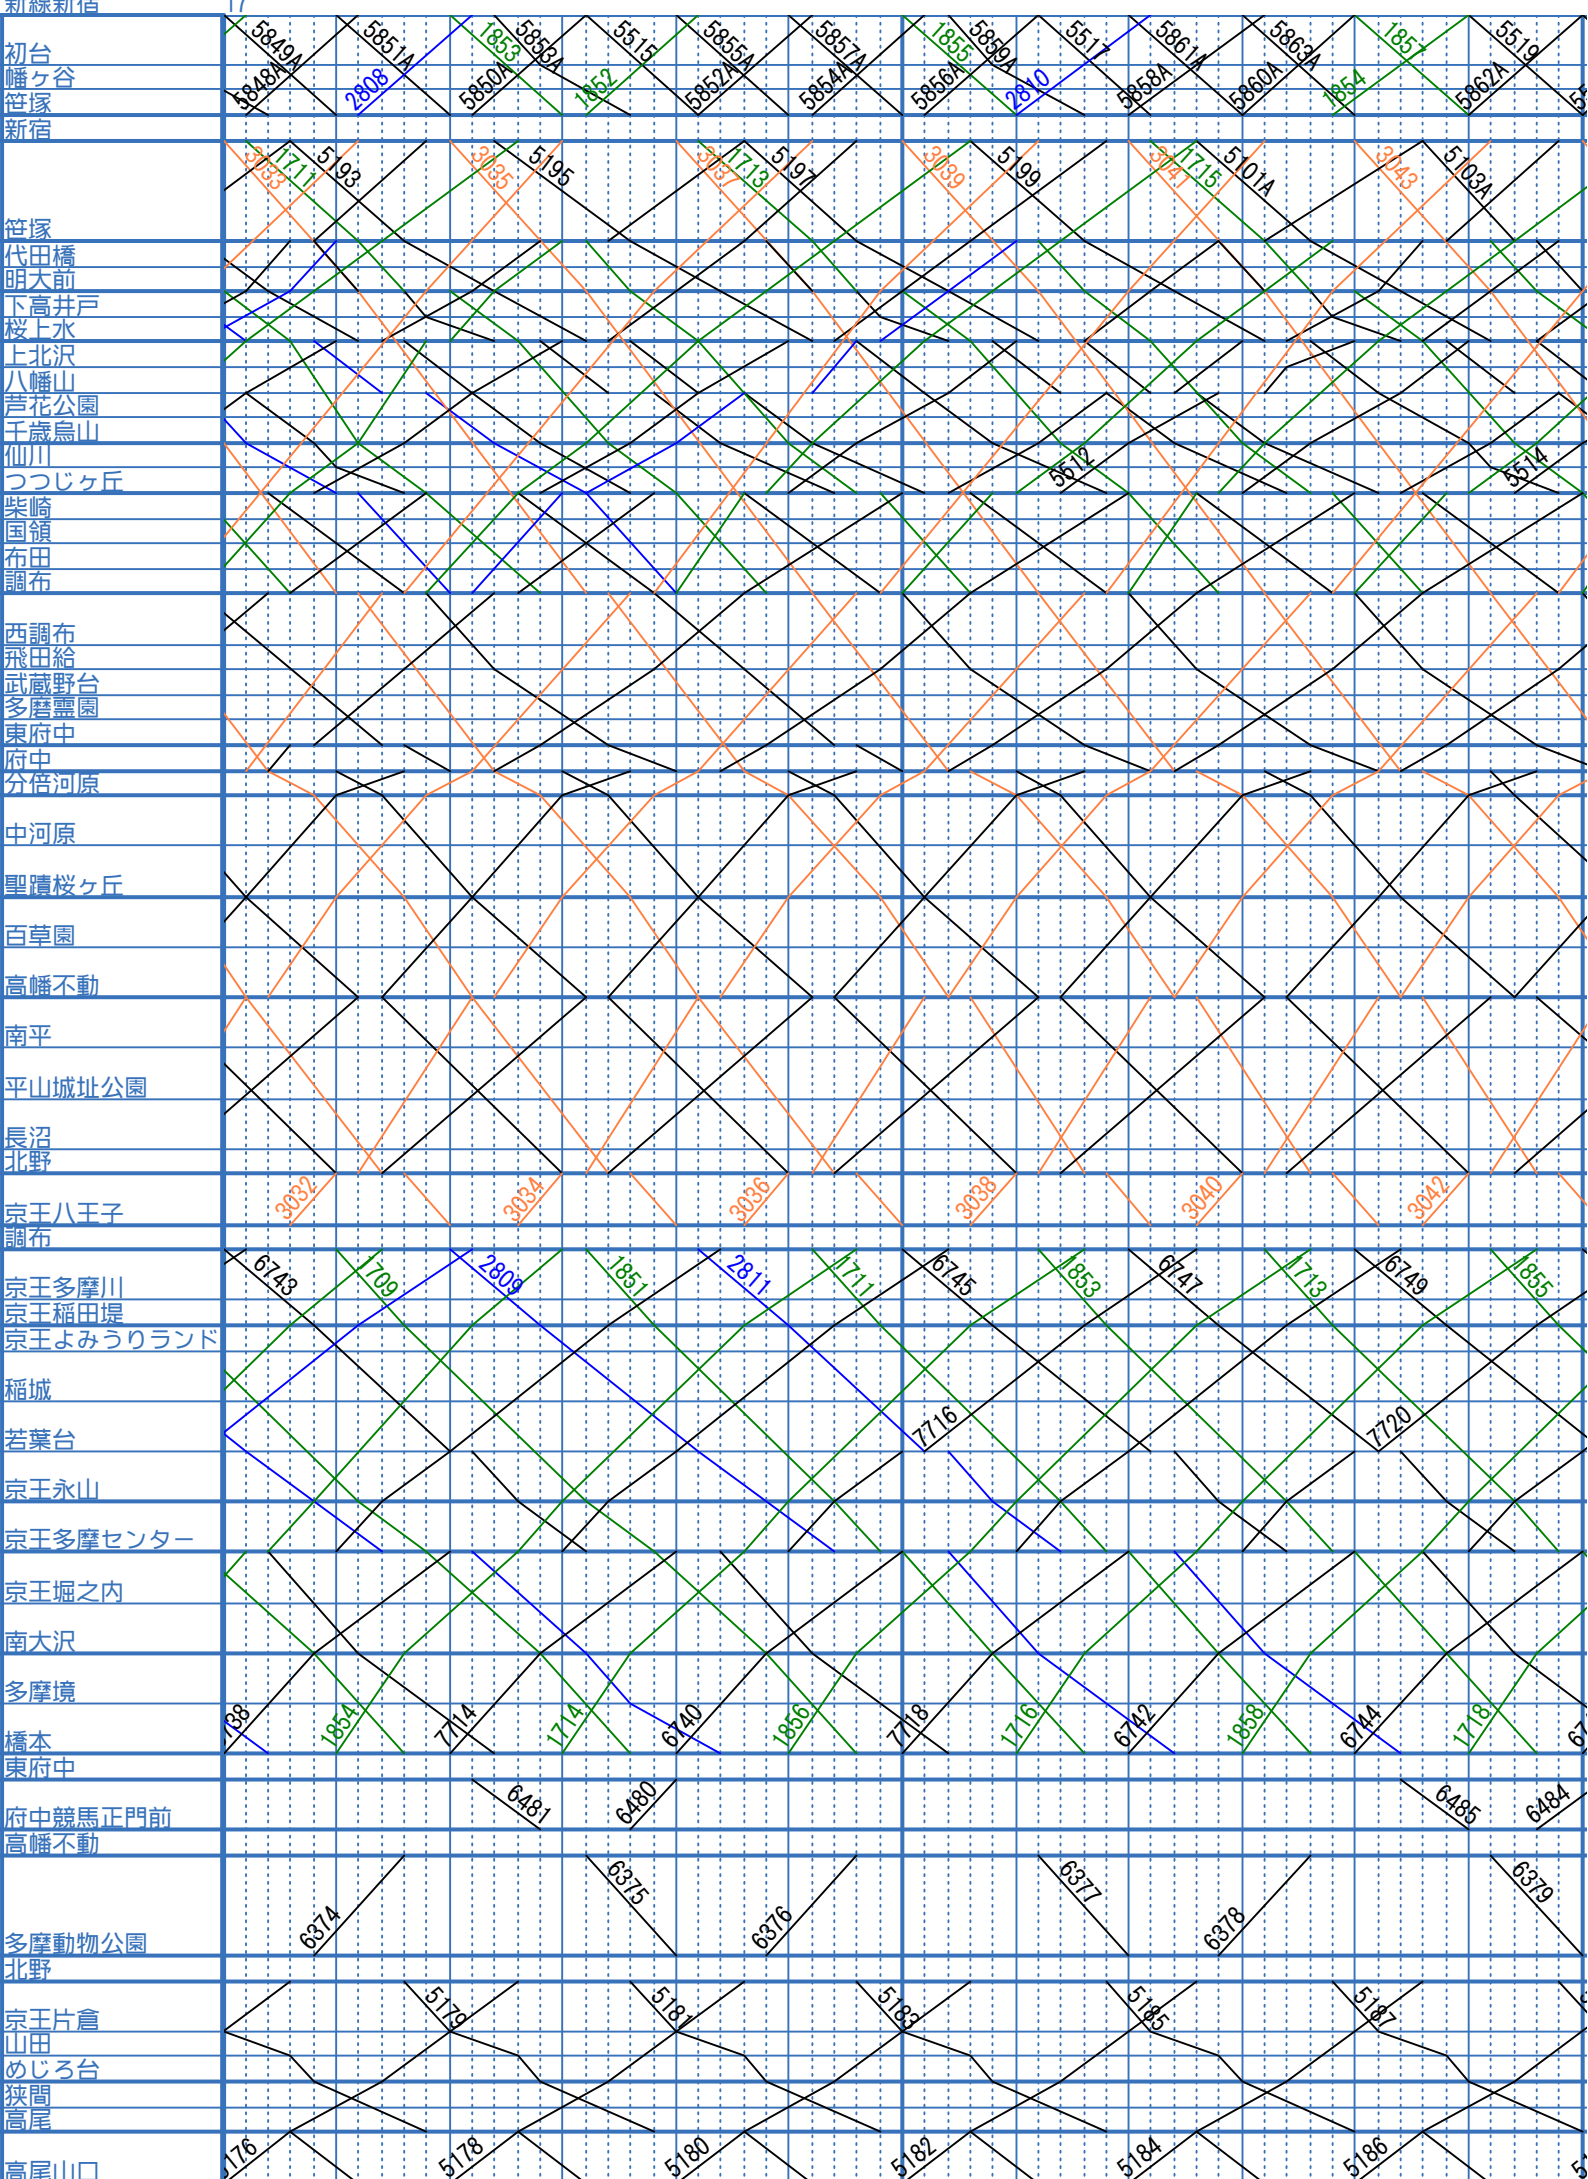 新線新宿 17
初台 5849A 5851A 1853 5853A 5515 5855A 5857A 1855 5859A 5517 5861A 5863A 1857 5519
幡ヶ谷
笹塚 5848A 2808 5850A 1852 5852A 5854A 5856A 2810 5858A 5860A 1854 5862A
新宿
3033 1711 5193 3035 5195 3037 1713 5197 3039 5199 3041 1715 5101A 3043 5103A
笹塚
代田橋
明大前
下高井戸
桜上水
上北沢
八幡山
芦花公園
千歳烏山
仙川
つつじヶ丘 5512 5514
柴崎
国領
布田
調布
西調布
飛田給
武蔵野台
多磨霊園
東府中
府中
分倍河原
中河原
聖蹟桜ヶ丘
百草園
高幡不動
南平
平山城址公園
長沼
北野
京王八王子 3032 3034 3036 3038 3040 3042
調布
京王多摩川 6743 1709 2809 1851 2811 1711 6745 1853 6747 1713 6749 1855
京王稲田堤
京王よみうりランド
稲城
若葉台 7716 7720
京王永山
京王多摩センター
京王堀之内
南大沢
多摩境
橋本 738 1854 7714 1714 6740 1856 7718 1716 6742 1858 6744 1718
東府中
府中競馬正門前 6481 6480 6485 6484
高幡不動
6375 6377 6379
多摩動物公園 6374 6376 6378
北野
京王片倉 5179 5181 5183 5185 5187
山田
めじろ台
狭間
高尾
高尾山口 5176 5178 5180 5182 5184 5186